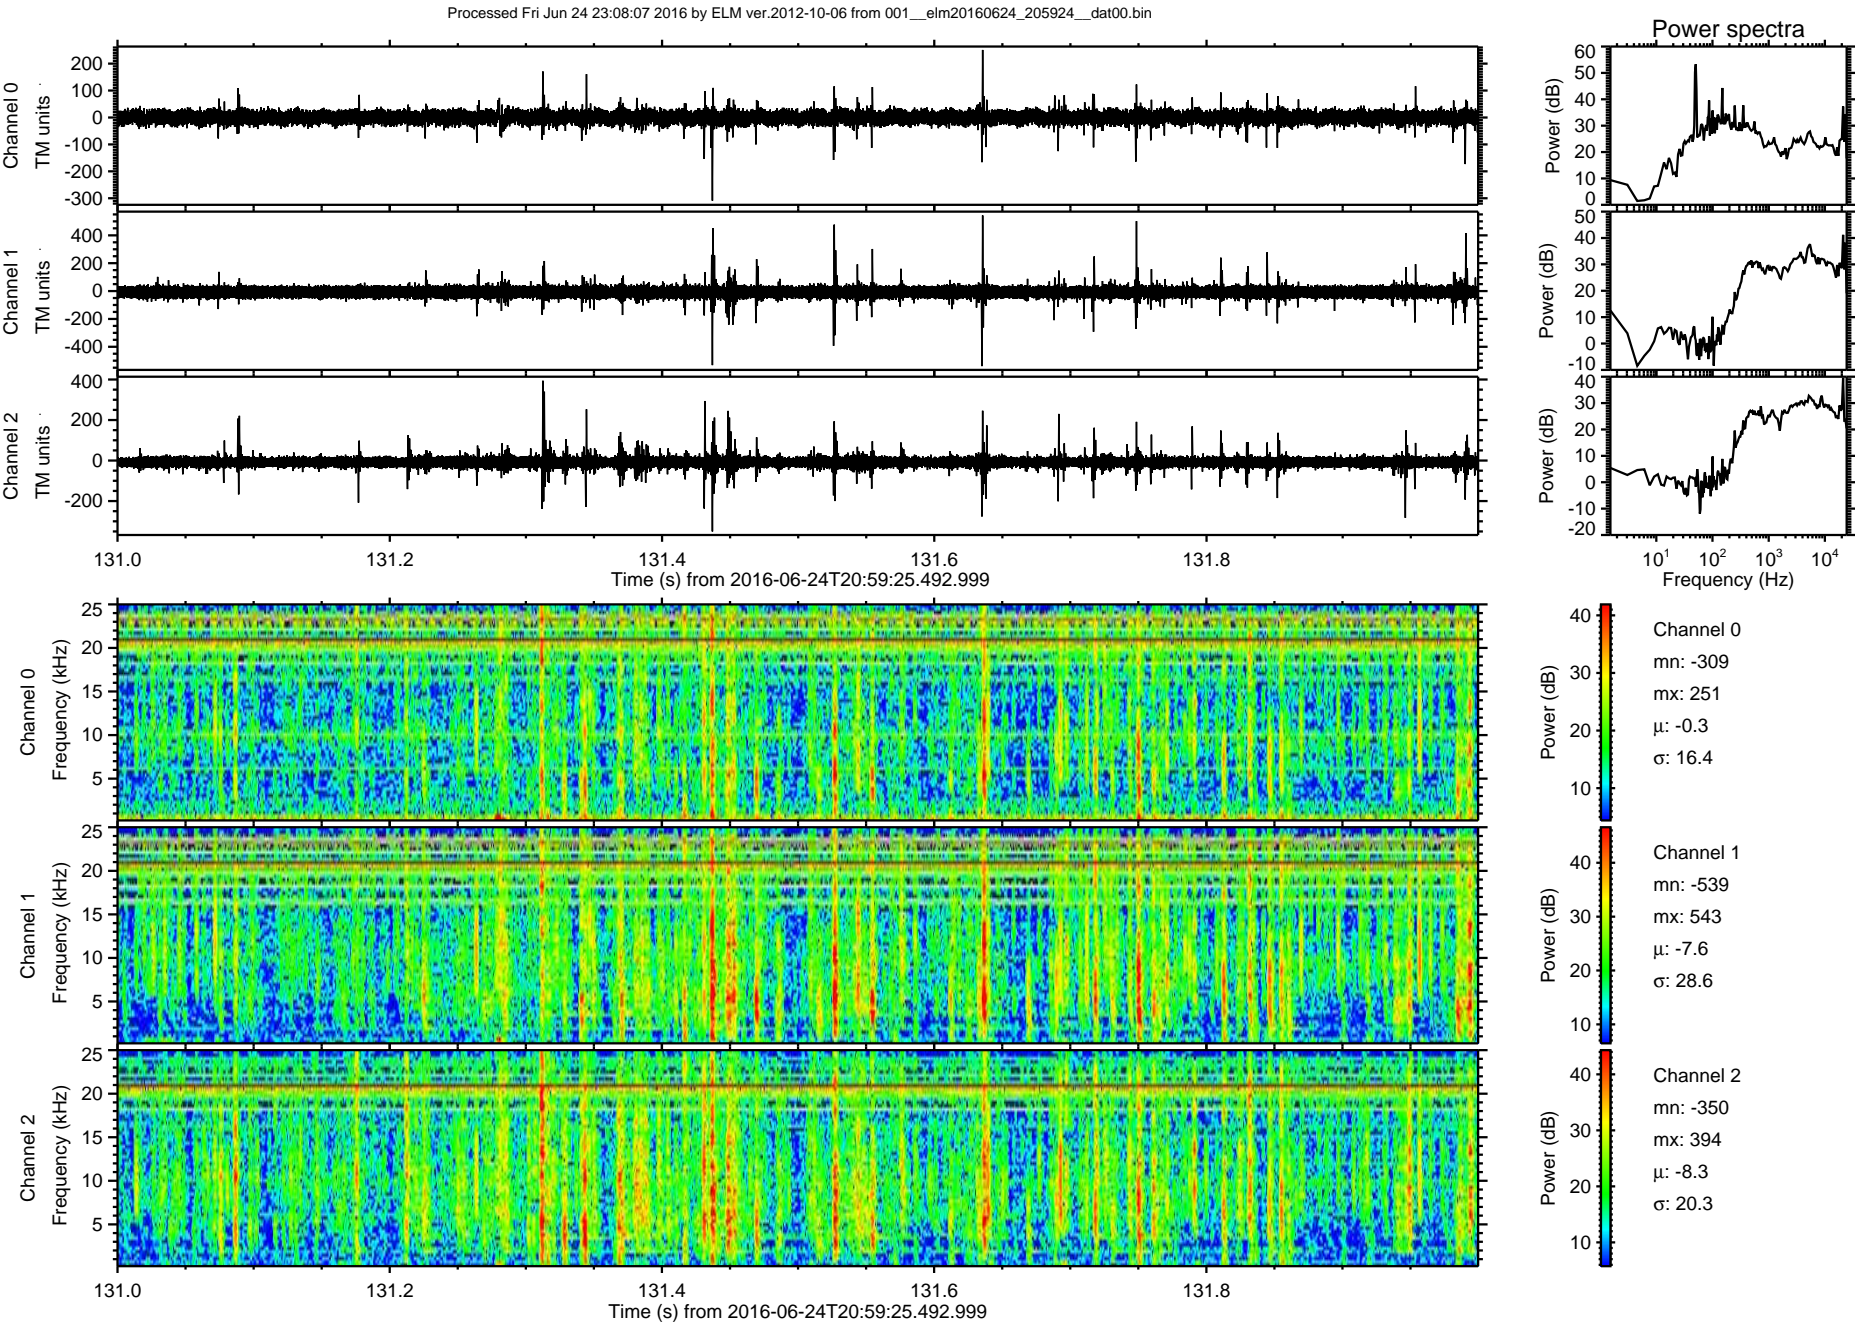 Processed Fri Jun 24 23:08:07 2016 by ELM ver.2012-10-06 from 001__elm20160624_205924__dat00.bin
Power spectra
Channel 0
TM units
200
100
0
-100
-200
-300
Power (dB)
60
50
40
30
20
10
0
Channel 1
TM units
400
200
0
-200
-400
Power (dB)
50
40
30
20
10
0
-10
Channel 2
TM units
400
200
0
-200
Power (dB)
40
30
20
10
0
-10
-20
131.0 131.2 131.4 131.6 131.8
Time (s) from 2016-06-24T20:59:25.492.999
10¹ 10² 10³ 10⁴
Frequency (Hz)
Channel 0
Frequency (kHz)
25
20
15
10
5
Power (dB)
40
30
20
10
Channel 0
mn: -309
mx: 251
μ: -0.3
σ: 16.4
Channel 1
Frequency (kHz)
25
20
15
10
5
Power (dB)
40
30
20
10
Channel 1
mn: -539
mx: 543
μ: -7.6
σ: 28.6
Channel 2
Frequency (kHz)
25
20
15
10
5
Power (dB)
40
30
20
10
Channel 2
mn: -350
mx: 394
μ: -8.3
σ: 20.3
131.0 131.2 131.4 131.6 131.8
Time (s) from 2016-06-24T20:59:25.492.999